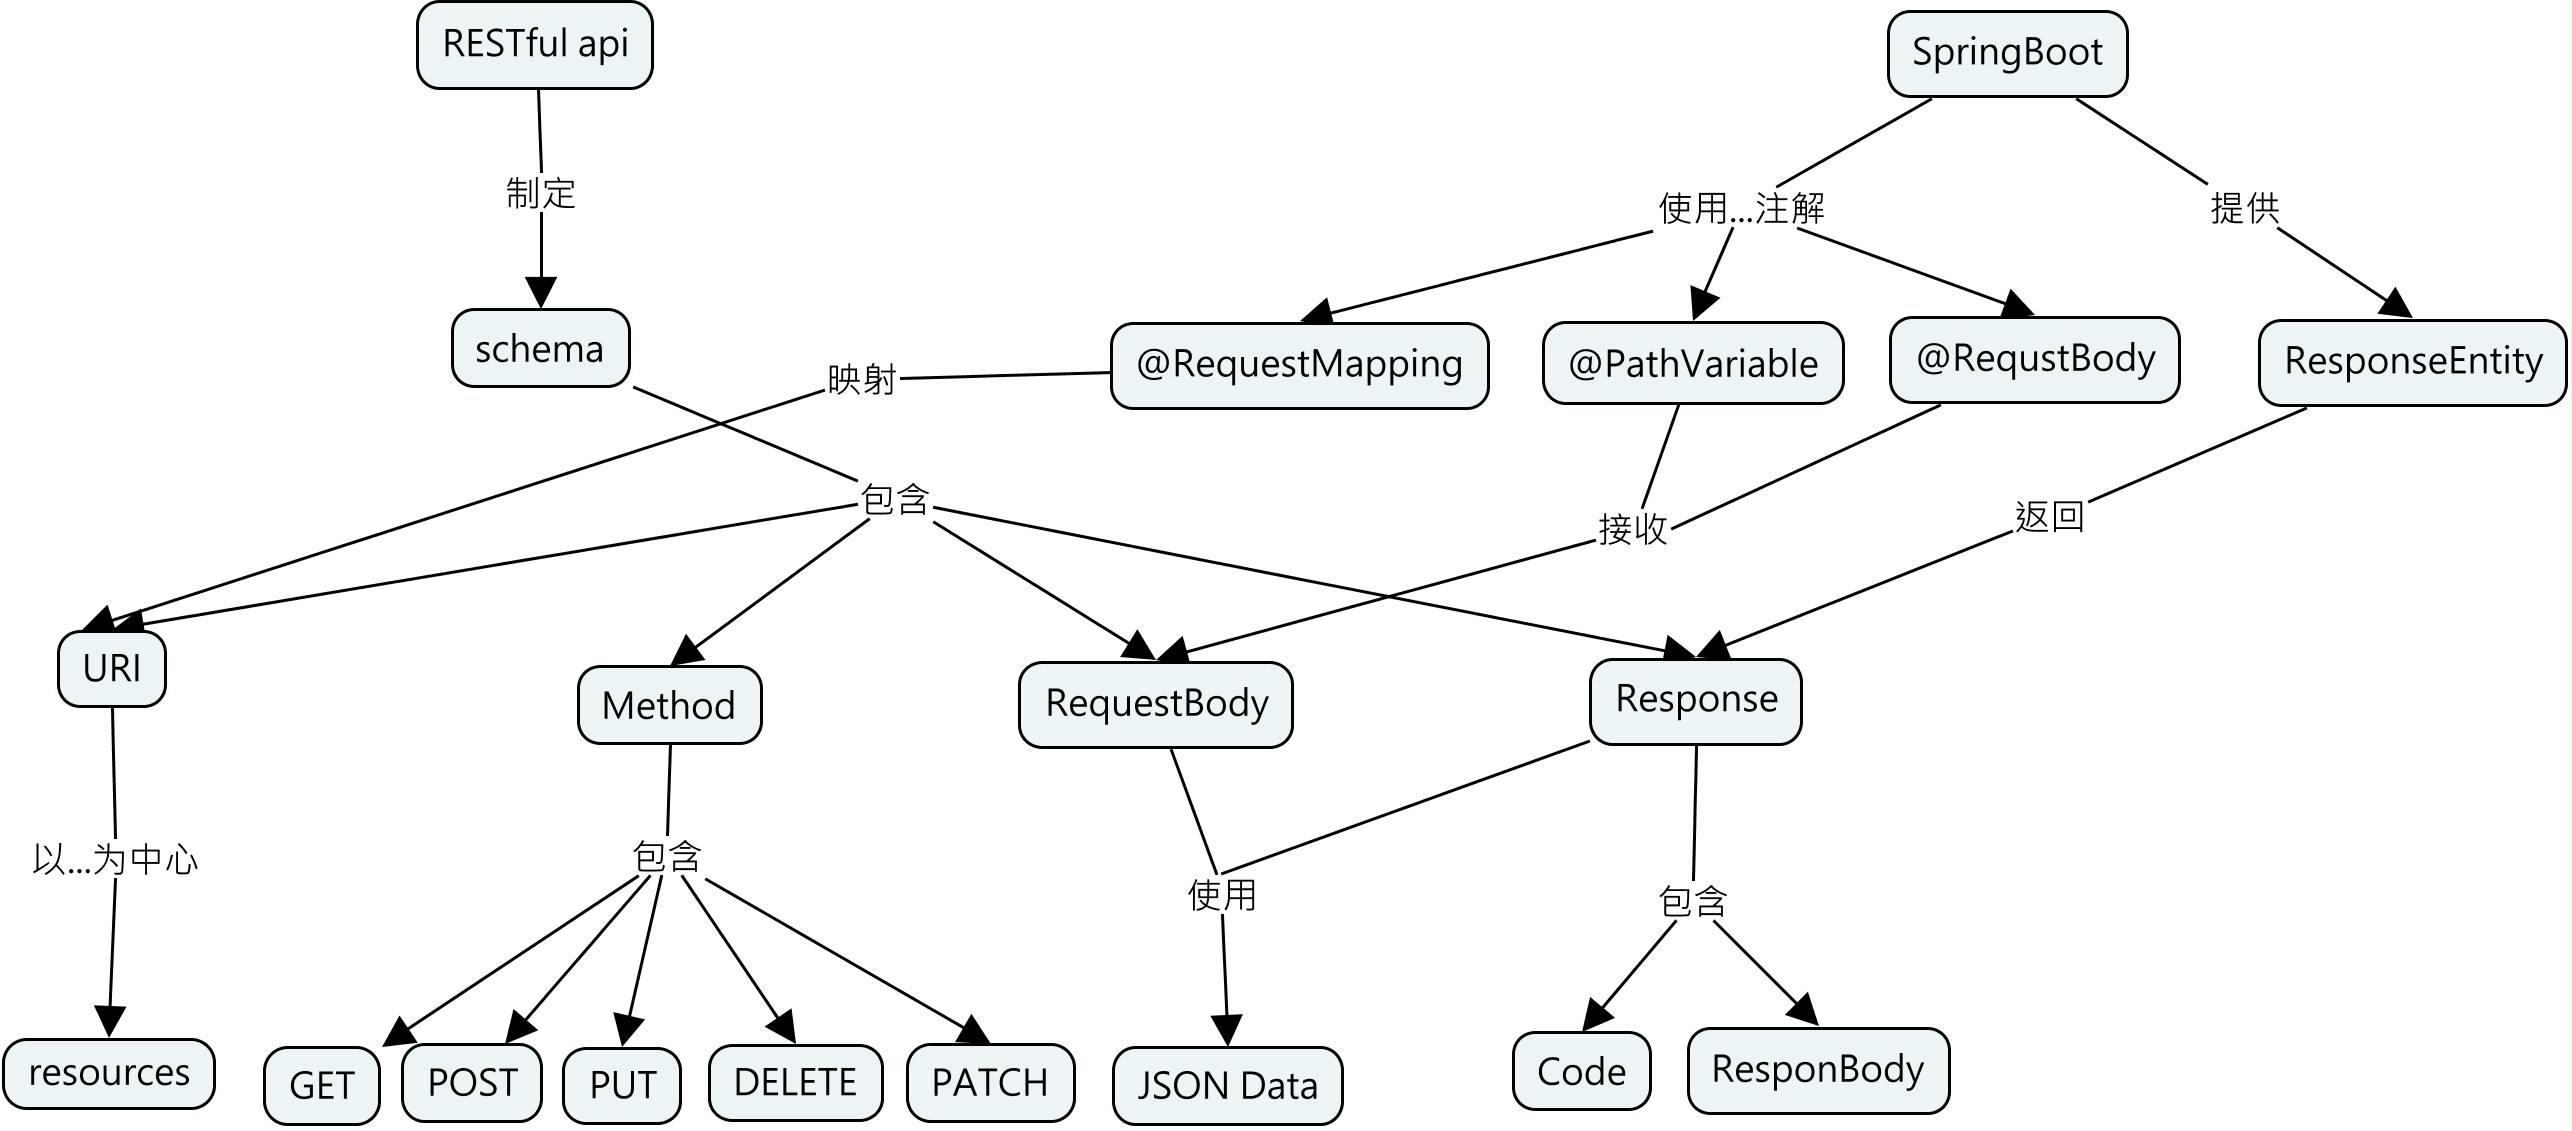 RESTful api
SpringBoot
制定
使用...注解
提供
schema
映射
@RequestMapping
@PathVariable
@RequstBody
ResponseEntity
包含
接收
返回
URI
Method
RequestBody
Response
以...为中心
包含
使用
包含
resources
GET
POST
PUT
DELETE
PATCH
JSON Data
Code
ResponBody